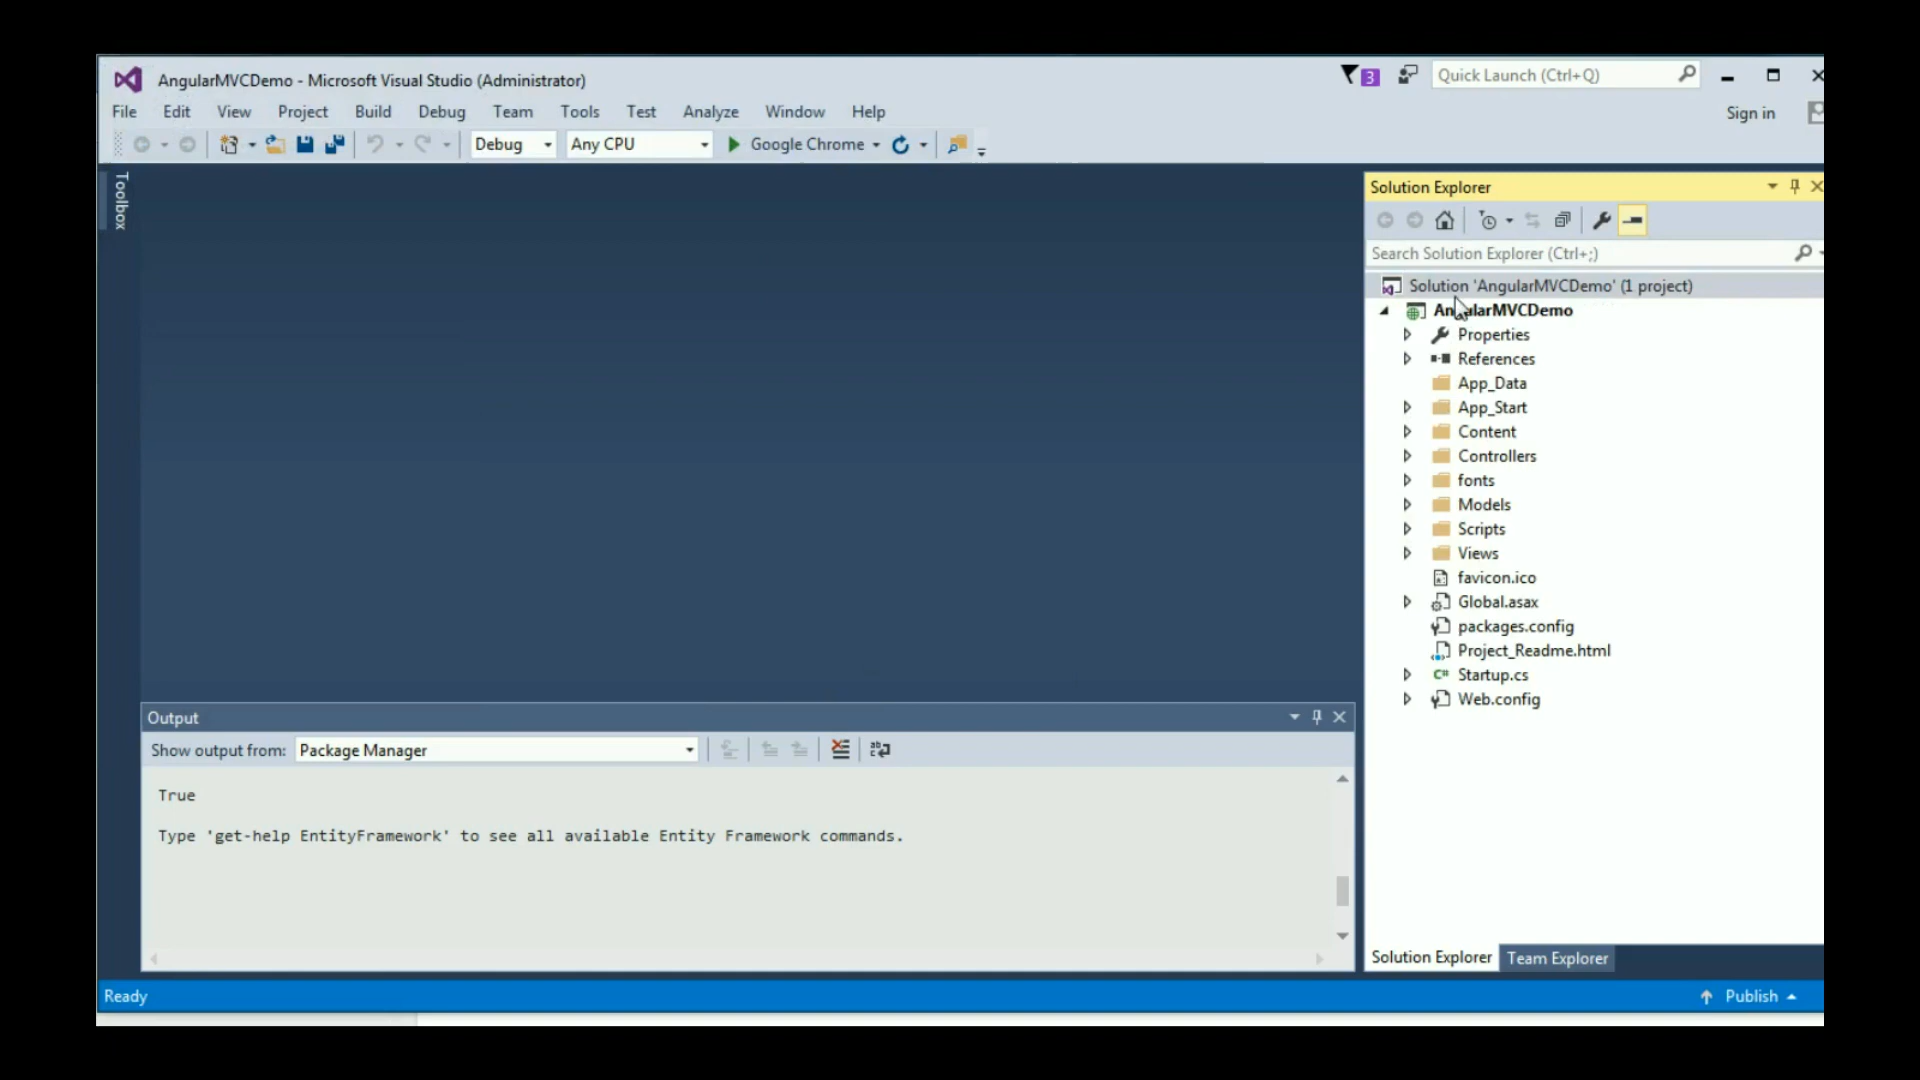 AngularMVCDemo - Microsoft Visual Studio (Administrator)
3
Quick Launch (Ctrl+Q)
File Edit View Project Build Debug Team Tools Test Analyze Window Help
Sign in
Debug
Any CPU
Google Chrome
Toolbox
Solution Explorer
Search Solution Explorer (Ctrl+;)
Solution 'AngularMVCDemo' (1 project)
AngularMVCDemo
Properties
References
App_Data
App_Start
Content
Controllers
fonts
Models
Scripts
Views
favicon.ico
Global.asax
packages.config
Project_Readme.html
C# Startup.cs
Web.config
Output
Show output from: Package Manager
True
Type 'get-help EntityFramework' to see all available Entity Framework commands.
Solution Explorer Team Explorer
Ready
Publish